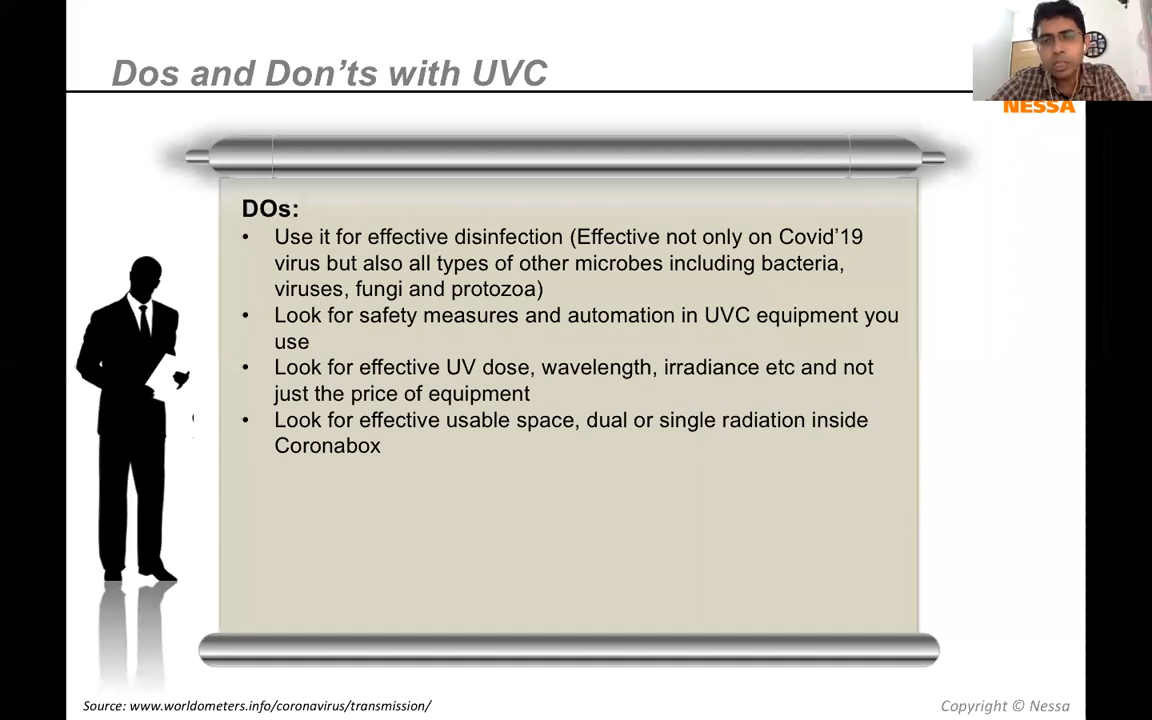 Dos and Don'ts with UVC
NESSA
DOs:
• Use it for effective disinfection (Effective not only on Covid'19
virus but also all types of other microbes including bacteria,
viruses, fungi and protozoa)
• Look for safety measures and automation in UVC equipment you
use
• Look for effective UV dose, wavelength, irradiance etc and not
just the price of equipment
• Look for effective usable space, dual or single radiation inside
Coronabox
Source: www.worldometers.info/coronavirus/transmission/
Copyright © Nessa